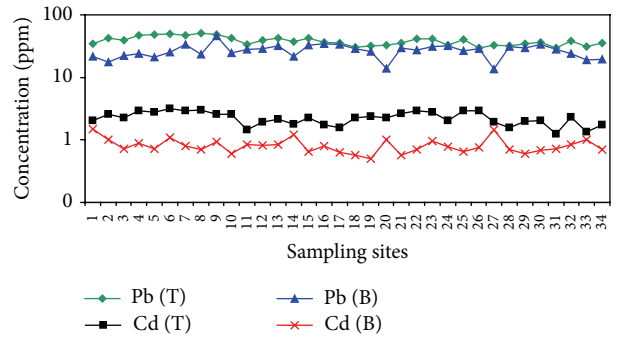 Concentration (ppm)
100
10
1
0
1 2 3 4 5 6 7 8 9 10 11 12 13 14 15 16 17 18 19 20 21 22 23 24 25 26 27 28 29 30 31 32 33 34
Sampling sites
Pb (T) Pb (B)
Cd (T) Cd (B)